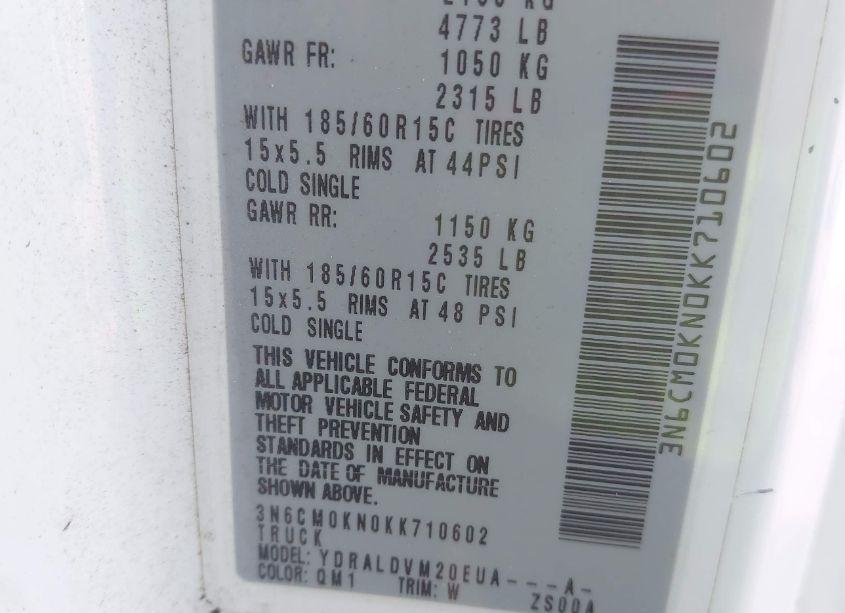 4773 LB
GAWR FR: 1050 KG
2315 LB
WITH 185/60R15C TIRES
15x5.5 RIMS AT 44PSI
COLD SINGLE
GAWR RR: 1150 KG
2535 LB
WITH 185/60R15C TIRES
15x5.5 RIMS AT 48 PSI
COLD SINGLE
THIS VEHICLE CONFORMS TO
ALL APPLICABLE FEDERAL
MOTOR VEHICLE SAFETY AND
THEFT PREVENTION
STANDARDS IN EFFECT ON
THE DATE OF MANUFACTURE
SHOWN ABOVE.
3N6CM0KN0KK710602
TRUCK
MODEL: YDRALDVM20EUA---A-
COLOR: QM1 TRIM: W ZS00A
3N6CM0KN0KK710602